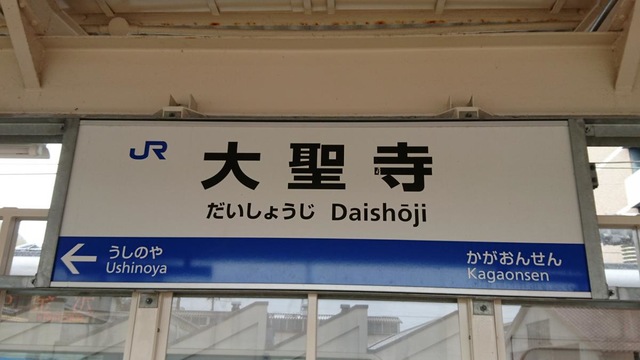 JR 大聖寺
だいしょうじ Daishōji
うしのや かがおんせん
Ushinoya Kagaonsen